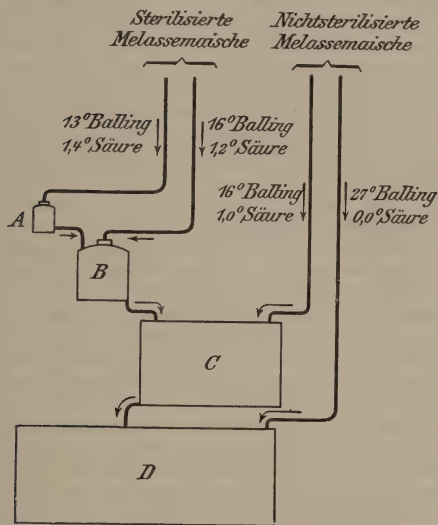 Sterilisierte
Melassemaische
Nichtsterilisierte
Melassemaische
13° Balling
1,4° Säure
16° Balling
1,2° Säure
16° Balling
1,0° Säure
27° Balling
0,0° Säure
A
B
C
D